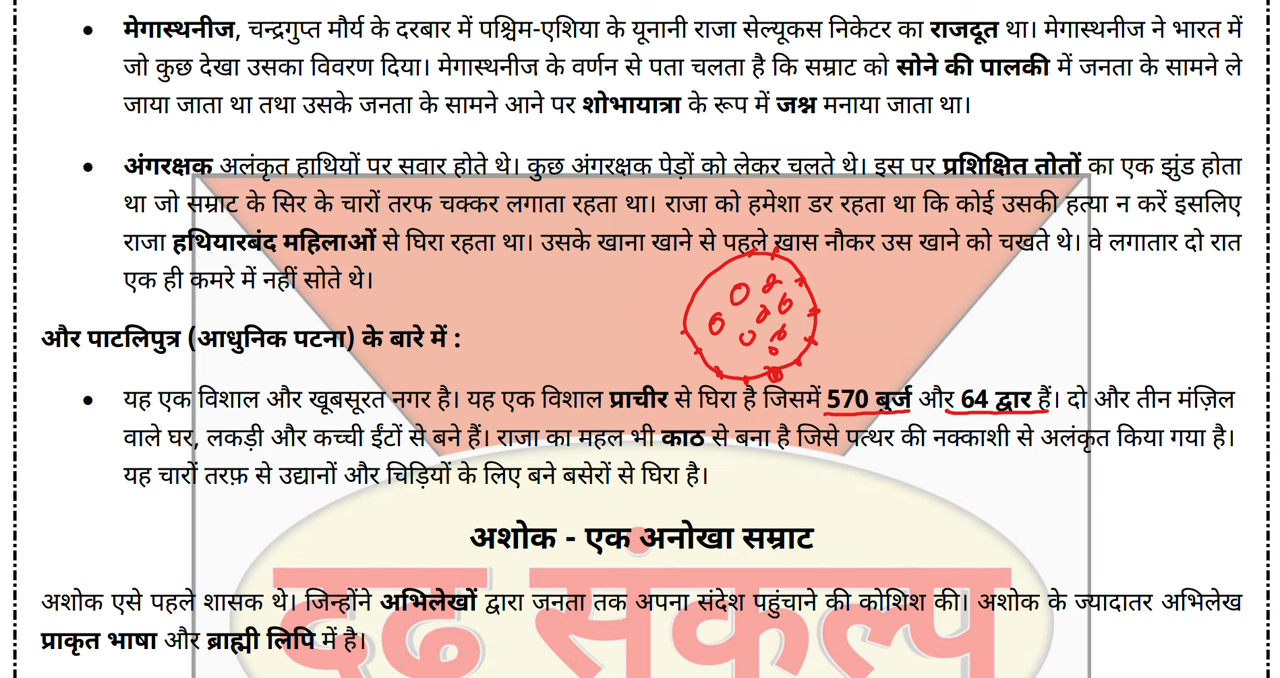 • मेगास्थनीज, चन्द्रगुप्त मौर्य के दरबार में पश्चिम-एशिया के यूनानी राजा सेल्यूकस निकेटर का राजदूत था। मेगास्थनीज ने भारत में
जो कुछ देखा उसका विवरण दिया। मेगास्थनीज के वर्णन से पता चलता है कि सम्राट को सोने की पालकी में जनता के सामने ले
जाया जाता था तथा उसके जनता के सामने आने पर शोभायात्रा के रूप में जश्न मनाया जाता था।
• अंगरक्षक अलंकृत हाथियों पर सवार होते थे। कुछ अंगरक्षक पेड़ों को लेकर चलते थे। इस पर प्रशिक्षित तोतों का एक झुंड होता
था जो सम्राट के सिर के चारों तरफ चक्कर लगाता रहता था। राजा को हमेशा डर रहता था कि कोई उसकी हत्या न करें इसलिए
राजा हथियारबंद महिलाओं से घिरा रहता था। उसके खाना खाने से पहले खास नौकर उस खाने को चखते थे। वे लगातार दो रात
एक ही कमरे में नहीं सोते थे।
और पाटलिपुत्र (आधुनिक पटना) के बारे में :
• यह एक विशाल और खूबसूरत नगर है। यह एक विशाल प्राचीर से घिरा है जिसमें 570 बुर्ज और 64 द्वार हैं। दो और तीन मंज़िल
वाले घर, लकड़ी और कच्ची ईंटों से बने हैं। राजा का महल भी काठ से बना है जिसे पत्थर की नक्काशी से अलंकृत किया गया है।
यह चारों तरफ़ से उद्यानों और चिड़ियों के लिए बने बसेरों से घिरा है।
अशोक - एक अनोखा सम्राट
अशोक एसे पहले शासक थे। जिन्होंने अभिलेखों द्वारा जनता तक अपना संदेश पहुंचाने की कोशिश की। अशोक के ज्यादातर अभिलेख
प्राकृत भाषा और ब्राह्मी लिपि में है।
दृढ संकल्प